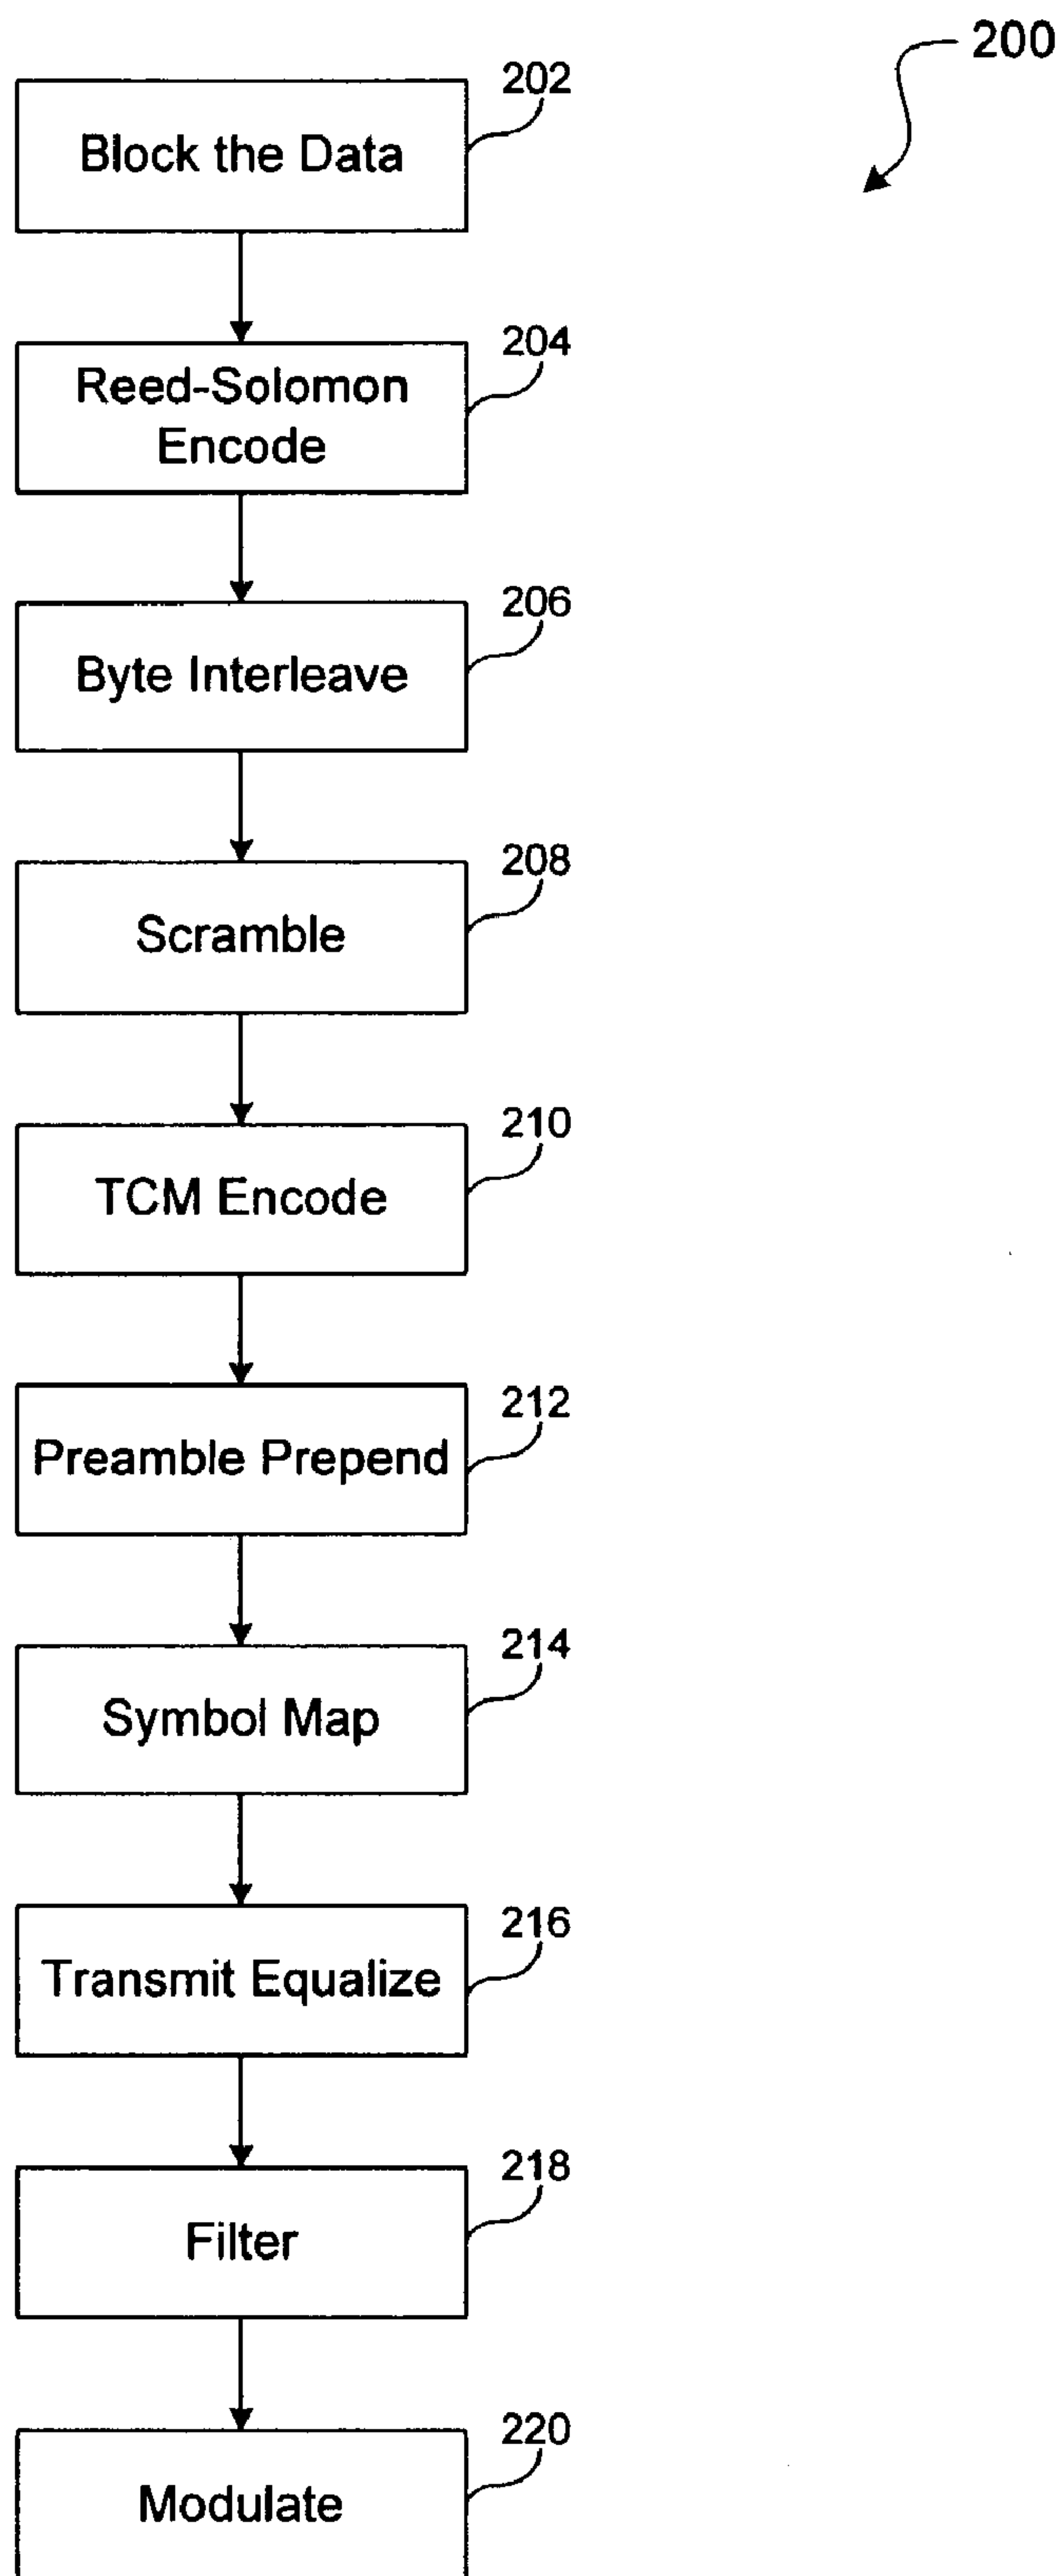 200
202
Block the Data
204
Reed-Solomon
Encode
206
Byte Interleave
208
Scramble
210
TCM Encode
212
Preamble Prepend
214
Symbol Map
216
Transmit Equalize
218
Filter
220
Modulate